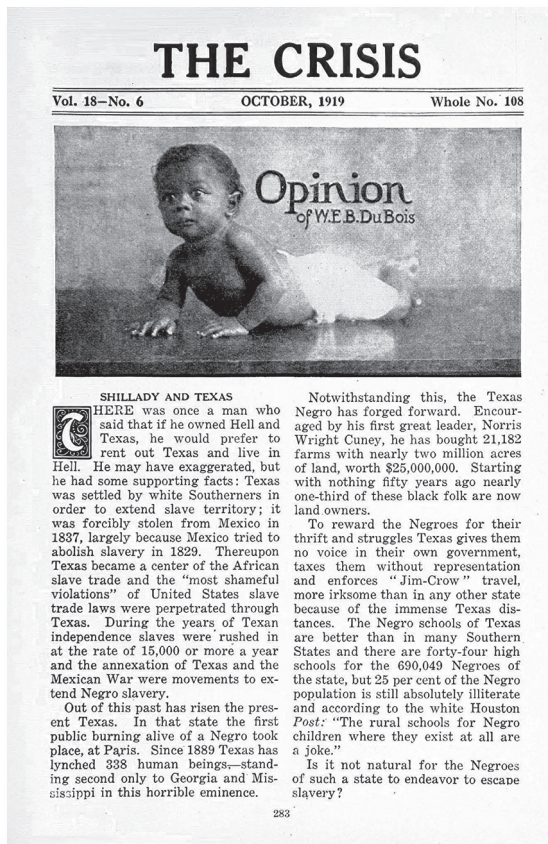 THE CRISIS
Vol. 18—No. 6 OCTOBER, 1919 Whole No. 108
Opinion
of W.E.B. Du Bois
SHILLADY AND TEXAS
THERE was once a man who
said that if he owned Hell and
Texas, he would prefer to
rent out Texas and live in
Hell. He may have exaggerated, but
he had some supporting facts: Texas
was settled by white Southerners in
order to extend slave territory; it
was forcibly stolen from Mexico in
1837, largely because Mexico tried to
abolish slavery in 1829. Thereupon
Texas became a center of the African
slave trade and the "most shameful
violations" of United States slave
trade laws were perpetrated through
Texas. During the years of Texan
independence slaves were rushed in
at the rate of 15,000 or more a year
and the annexation of Texas and the
Mexican War were movements to ex-
tend Negro slavery.
Out of this past has risen the pres-
ent Texas. In that state the first
public burning alive of a Negro took
place, at Paris. Since 1889 Texas has
lynched 338 human beings,—stand-
ing second only to Georgia and Mis-
sissippi in this horrible eminence.
Notwithstanding this, the Texas
Negro has forged forward. Encour-
aged by his first great leader, Norris
Wright Cuney, he has bought 21,182
farms with nearly two million acres
of land, worth $25,000,000. Starting
with nothing fifty years ago nearly
one-third of these black folk are now
land owners.
To reward the Negroes for their
thrift and struggles Texas gives them
no voice in their own government,
taxes them without representation
and enforces "Jim-Crow" travel,
more irksome than in any other state
because of the immense Texas dis-
tances. The Negro schools of Texas
are better than in many Southern
States and there are forty-four high
schools for the 690,049 Negroes of
the state, but 25 per cent of the Negro
population is still absolutely illiterate
and according to the white Houston
Post: "The rural schools for Negro
children where they exist at all are
a joke."
Is it not natural for the Negroes
of such a state to endeavor to escape
slavery?
283